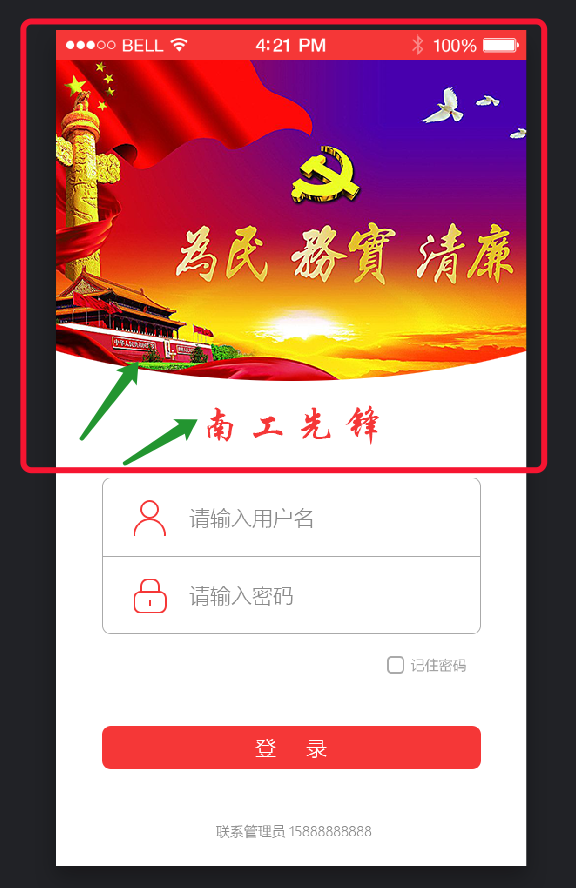 BELL 4:21 PM 100%
為民 務實 清廉
南工先锋
请输入用户名
请输入密码
记住密码
登 录
联系管理员 15888888888